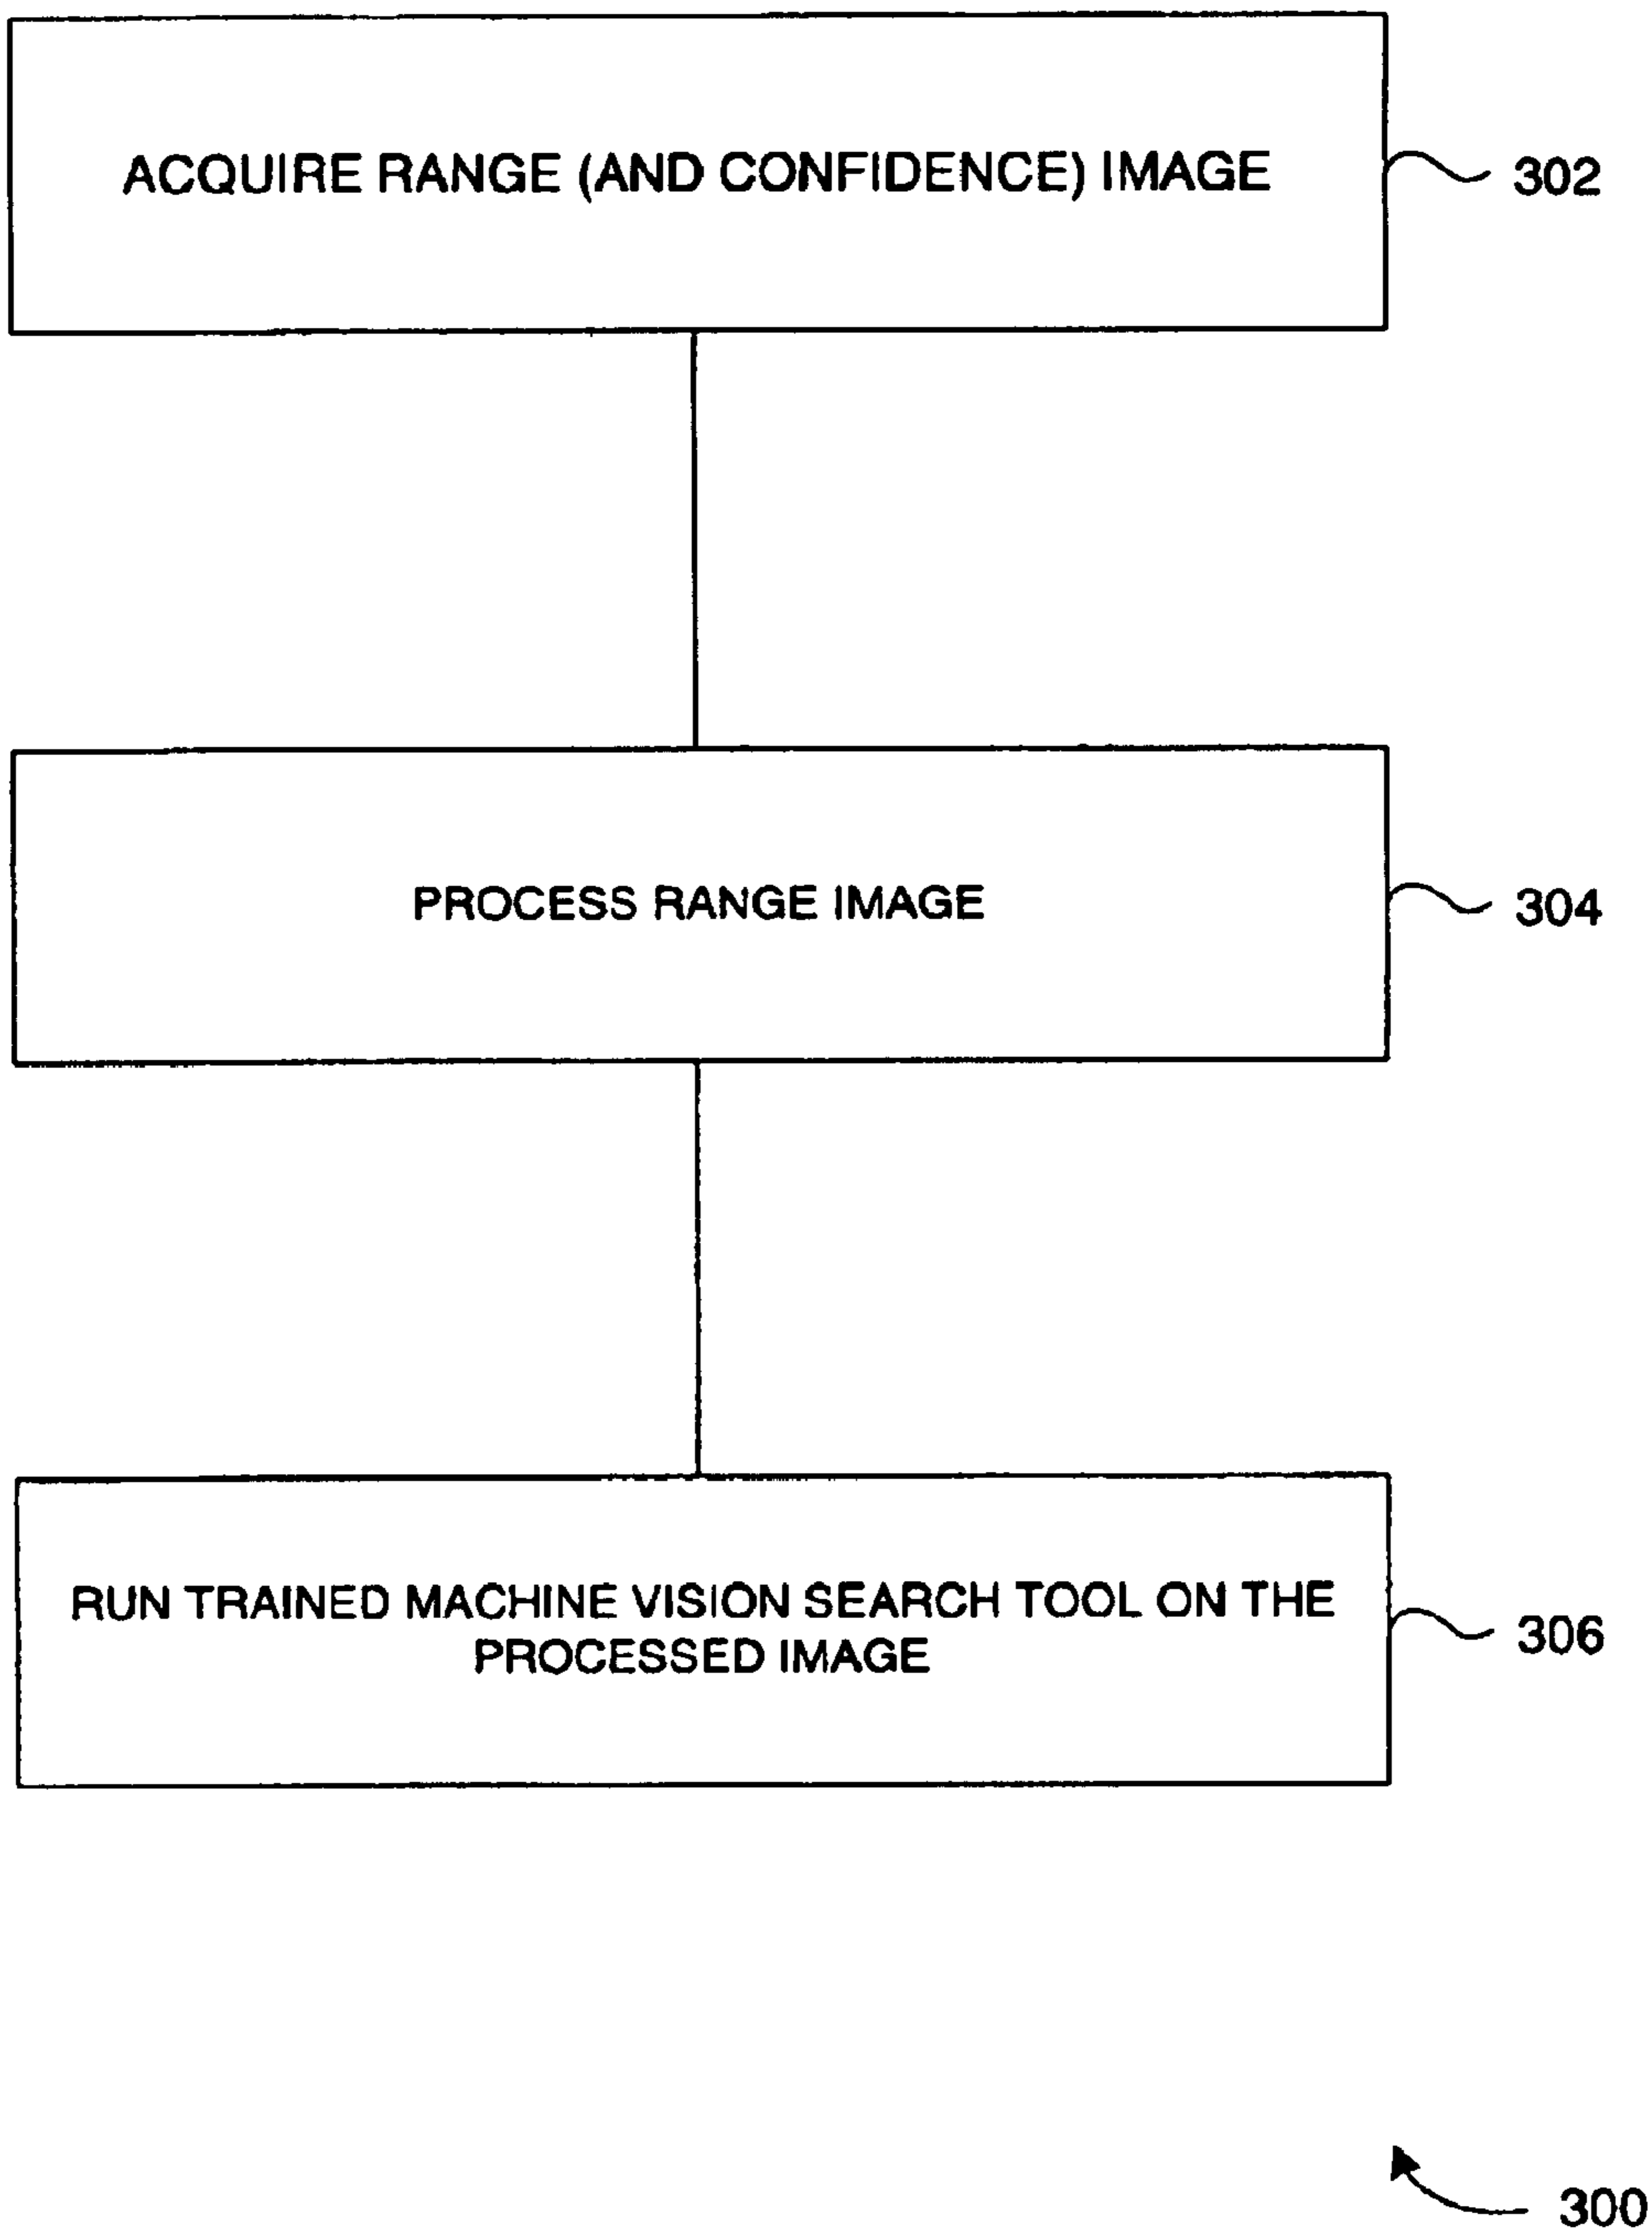 ACQUIRE RANGE (AND CONFIDENCE) IMAGE
302
PROCESS RANGE IMAGE
304
RUN TRAINED MACHINE VISION SEARCH TOOL ON THE
PROCESSED IMAGE
306
300